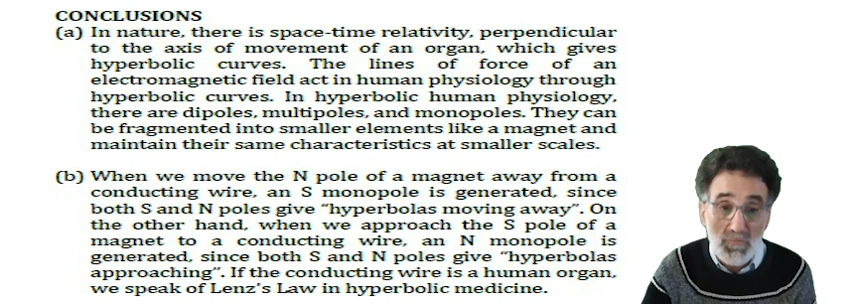 CONCLUSIONS
(a) In nature, there is space-time relativity, perpendicular
to the axis of movement of an organ, which gives
hyperbolic curves. The lines of force of an
electromagnetic field act in human physiology through
hyperbolic curves. In hyperbolic human physiology,
there are dipoles, multipoles, and monopoles. They can
be fragmented into smaller elements like a magnet and
maintain their same characteristics at smaller scales.
(b) When we move the N pole of a magnet away from a
conducting wire, an S monopole is generated, since
both S and N poles give “hyperbolas moving away”. On
the other hand, when we approach the S pole of a
magnet to a conducting wire, an N monopole is
generated, since both S and N poles give “hyperbolas
approaching”. If the conducting wire is a human organ,
we speak of Lenz's Law in hyperbolic medicine.